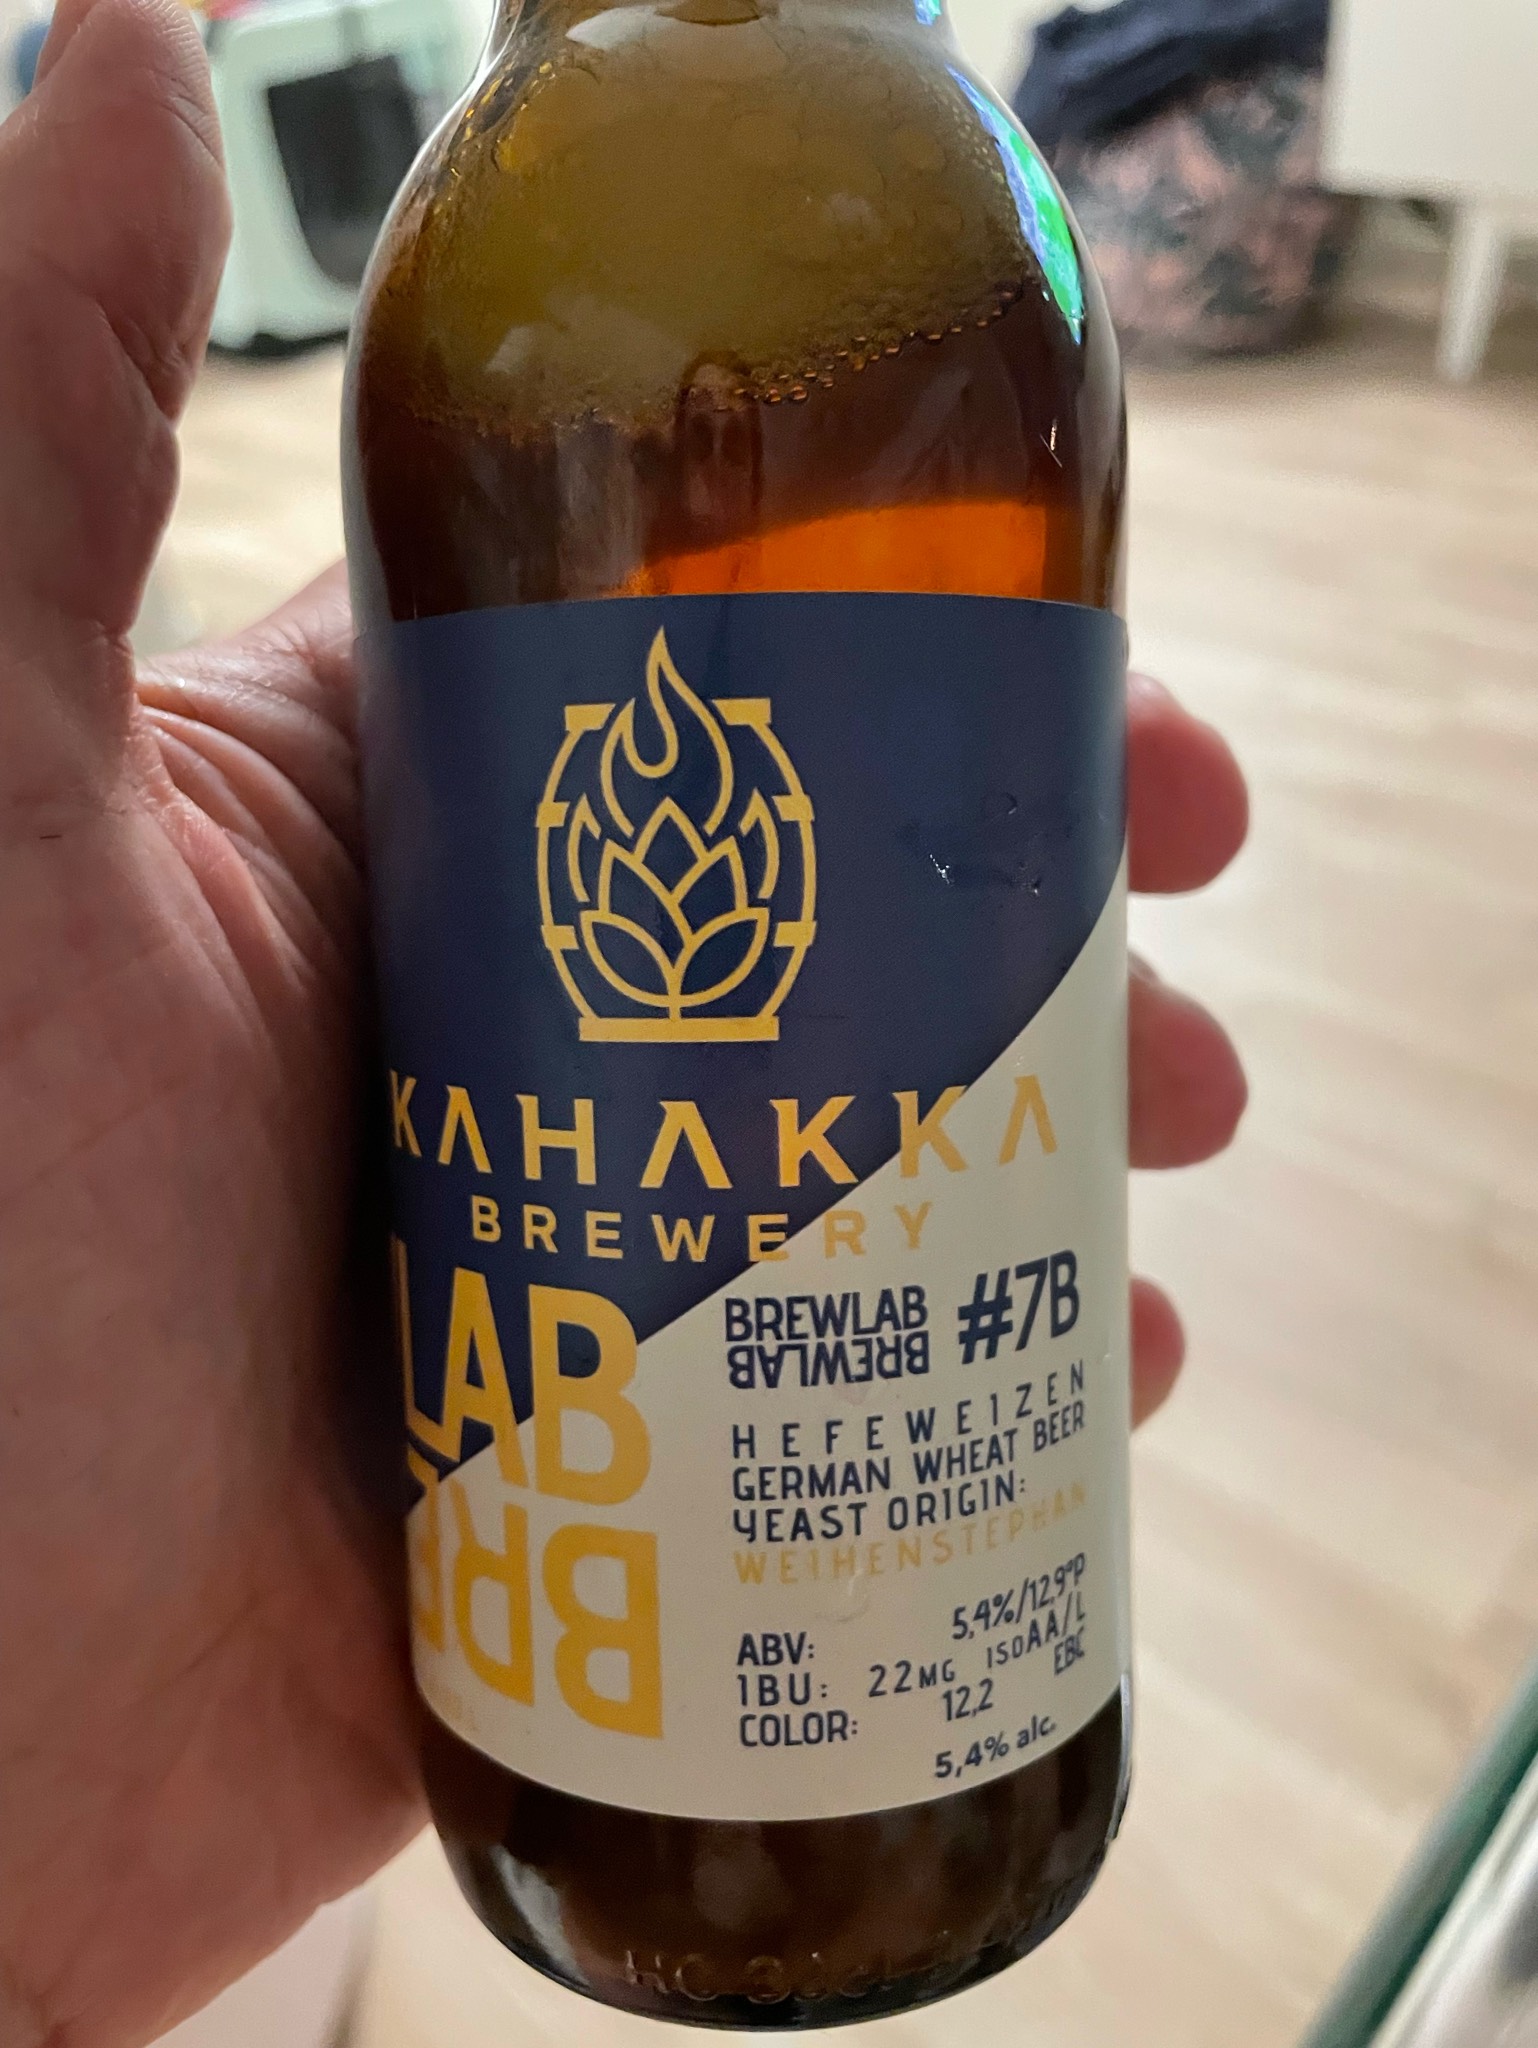 KAHAKKA
BREWERY
LAB
BREWLAB #7B
BREWLAB
HEFEWEIZEN
GERMAN WHEAT BEER
YEAST ORIGIN:
WEIHENSTEPHAN
ABV: 5,4%/12,9°P
IBU: 22MG ISOAA/L
COLOR: 12,2 EBC
5,4% alc.